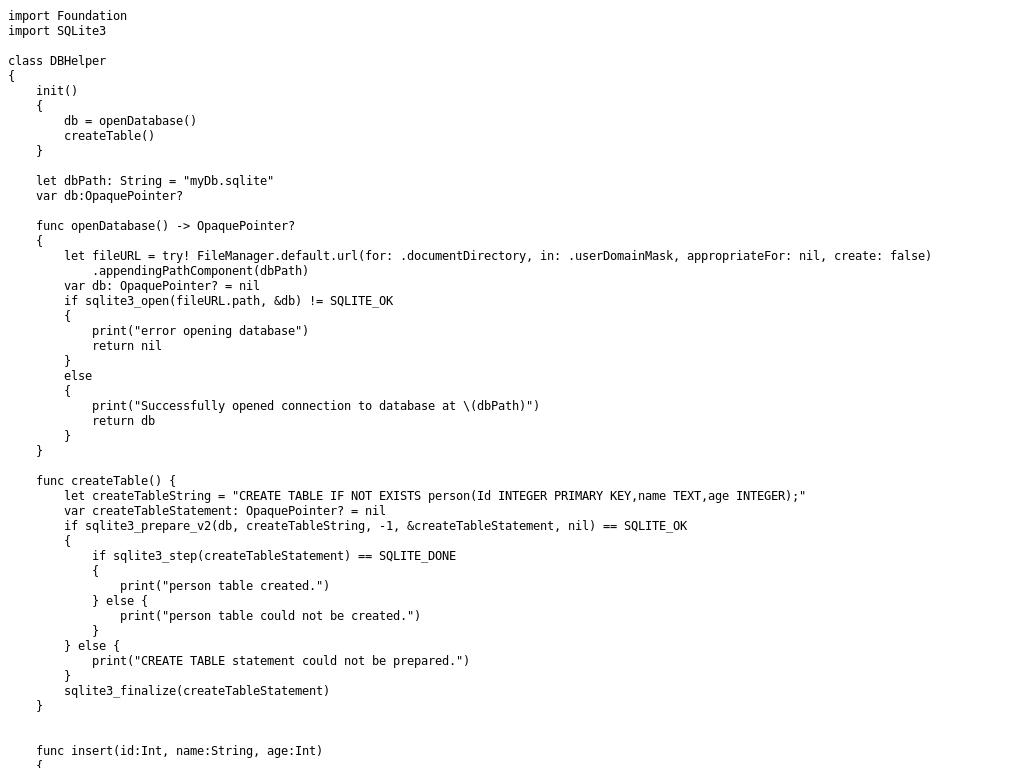 import Foundation
import SQLite3

class DBHelper
{
    init()
    {
        db = openDatabase()
        createTable()
    }

    let dbPath: String = "myDb.sqlite"
    var db:OpaquePointer?

    func openDatabase() -> OpaquePointer?
    {
        let fileURL = try! FileManager.default.url(for: .documentDirectory, in: .userDomainMask, appropriateFor: nil, create: false)
            .appendingPathComponent(dbPath)
        var db: OpaquePointer? = nil
        if sqlite3_open(fileURL.path, &db) != SQLITE_OK
        {
            print("error opening database")
            return nil
        }
        else
        {
            print("Successfully opened connection to database at \(dbPath)")
            return db
        }
    }

    func createTable() {
        let createTableString = "CREATE TABLE IF NOT EXISTS person(Id INTEGER PRIMARY KEY,name TEXT,age INTEGER);"
        var createTableStatement: OpaquePointer? = nil
        if sqlite3_prepare_v2(db, createTableString, -1, &createTableStatement, nil) == SQLITE_OK
        {
            if sqlite3_step(createTableStatement) == SQLITE_DONE
            {
                print("person table created.")
            } else {
                print("person table could not be created.")
            }
        } else {
            print("CREATE TABLE statement could not be prepared.")
        }
        sqlite3_finalize(createTableStatement)
    }


    func insert(id:Int, name:String, age:Int)
    {